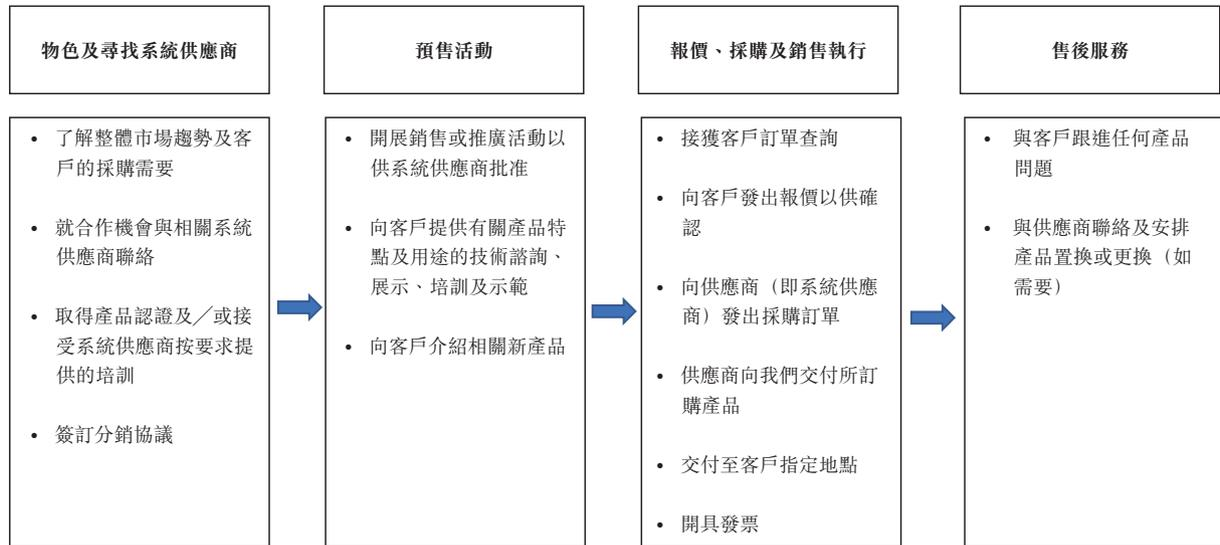 物色及尋找系統供應商
• 了解整體市場趨勢及客
戶的採購需要
• 就合作機會與相關系統
供應商聯絡
• 取得產品認證及╱或接
受系統供應商按要求提
供的培訓
• 簽訂分銷協議
預售活動
• 開展銷售或推廣活動以
供系統供應商批准
• 向客戶提供有關產品特
點及用途的技術諮詢、
展示、培訓及示範
• 向客戶介紹相關新產品
報價、採購及銷售執行
• 接獲客戶訂單查詢
• 向客戶發出報價以供確
認
• 向供應商（即系統供應
商）發出採購訂單
• 供應商向我們交付所訂
購產品
• 交付至客戶指定地點
• 開具發票
售後服務
• 與客戶跟進任何產品
問題
• 與供應商聯絡及安排
產品置換或更換（如
需要）